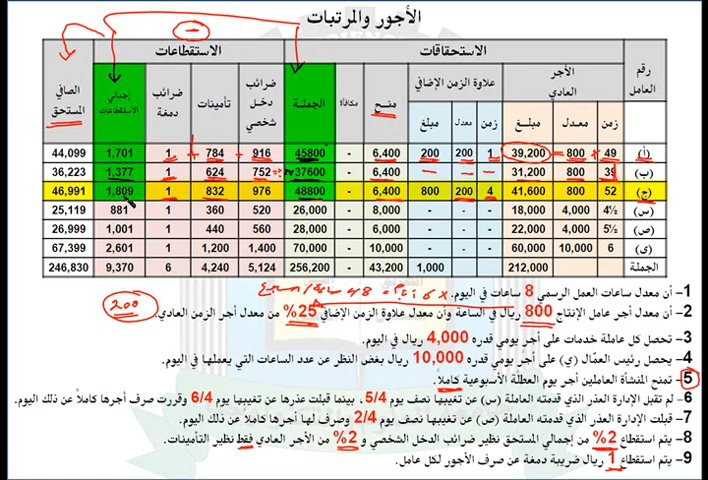 الأجور والمرتبات
رقم العامل | الأجر العادي | علاوة الزمن الإضافي | الاستحقاقات | الاستقطاعات | الصافي المستحق
زمن | معدل | مبلغ | زمن | معدل | مبلغ | منح | مكافأة | الجملة | ضرائب دخل شخصي | تأمينات | ضرائب دمغة | إجمالي الاستقطاعات
(أ) 49 × 800 = 39,200 1 200 200 6,400 - 45800 916 + 784 + 1 1,701 44,099
(ب) 39 800 31,200 - - - 6,400 - 37600 752 624 1 1,377 36,223
(ج) 52 800 41,600 4 200 800 6,400 - 48800 976 832 1 1,809 46,991
(س) 4½ 4,000 18,000 - - - 8,000 - 26,000 520 360 1 881 25,119
(ص) 5½ 4,000 22,000 - - - 6,000 - 28,000 560 440 1 1,001 26,999
(ي) 6 10,000 60,000 - - - 10,000 - 70,000 1,400 1,200 1 2,601 67,399
الجملة 212,000 1,000 43,200 - 256,200 5,124 4,240 6 9,370 246,830
1- أن معدل ساعات العمل الرسمي 8 ساعات في اليوم. × 6 أيام = 48 ساعة/أسبوع
2- أن معدل أجر عامل الإنتاج 800 ريال في الساعة وأن معدل علاوة الزمن الإضافي 25% من معدل أجر الزمن العادي. 200
3- تحصل كل عاملة خدمات على أجر يومي قدره 4,000 ريال في اليوم.
4- يحصل رئيس العمّال (ي) على أجر يومي قدره 10,000 ريال بغض النظر عن عدد الساعات التي يعملها في اليوم.
5- تمنح المنشأة العاملين أجر يوم العطلة الأسبوعية كاملاً.
6- لم تقبل الإدارة العذر الذي قدمته العاملة (س) عن تغيبها نصف يوم 5/4، بينما قبلت عذرها عن تغيبها يوم 6/4 وقررت صرف أجرها كاملاً عن ذلك اليوم.
7- قبلت الإدارة العذر الذي قدمته العاملة (ص) عن تغيبها نصف يوم 2/4 وصرف لها أجرها كاملاً عن ذلك اليوم.
8- يتم استقطاع 2% من إجمالي المستحق نظير ضرائب الدخل الشخصي و 2% من الأجر العادي فقط نظير التأمينات.
9- يتم استقطاع 1 ريال ضريبة دمغة عن صرف الأجور لكل عامل.